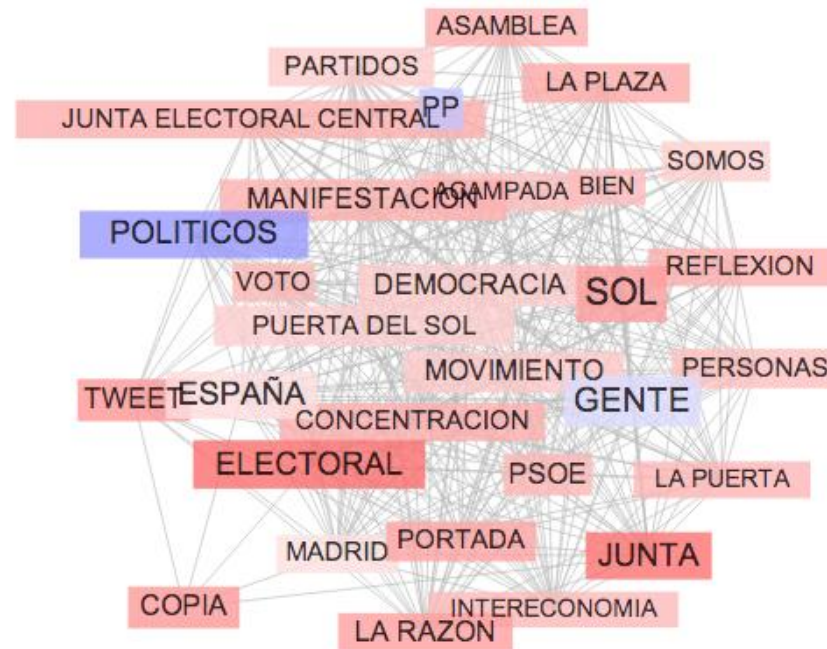 ASAMBLEA
PARTIDOS
LA PLAZA
PP
JUNTA ELECTORAL CENTRAL
SOMOS
MANIFESTACION
ACAMPADA
BIEN
POLITICOS
REFLEXION
VOTO
DEMOCRACIA
SOL
PUERTA DEL SOL
MOVIMIENTO
PERSONAS
TWEET
ESPAÑA
GENTE
CONCENTRACION
ELECTORAL
PSOE
LA PUERTA
MADRID
PORTADA
JUNTA
COPIA
INTERECONOMIA
LA RAZON